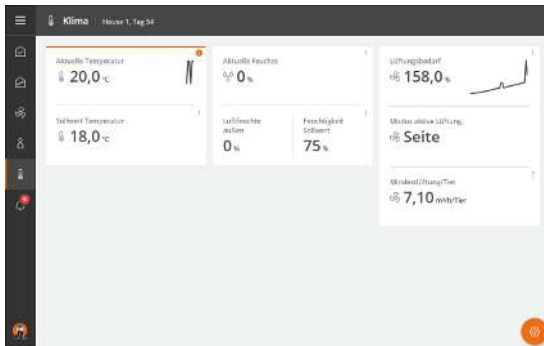 Klima House 1, Tag 54
Aktuelle Temperatur
20,0 °C
Sollwert Temperatur
18,0 °C
Aktuelle Feuchte
0 %
Luftfeuchte
außen
0 %
Feuchtigkeit
Sollwert
75 %
Lüftungsbedarf
158,0 %
Modus aktive Lüftung
Seite
Mindestlüftung/Tier
7,10 m³/h/Tier